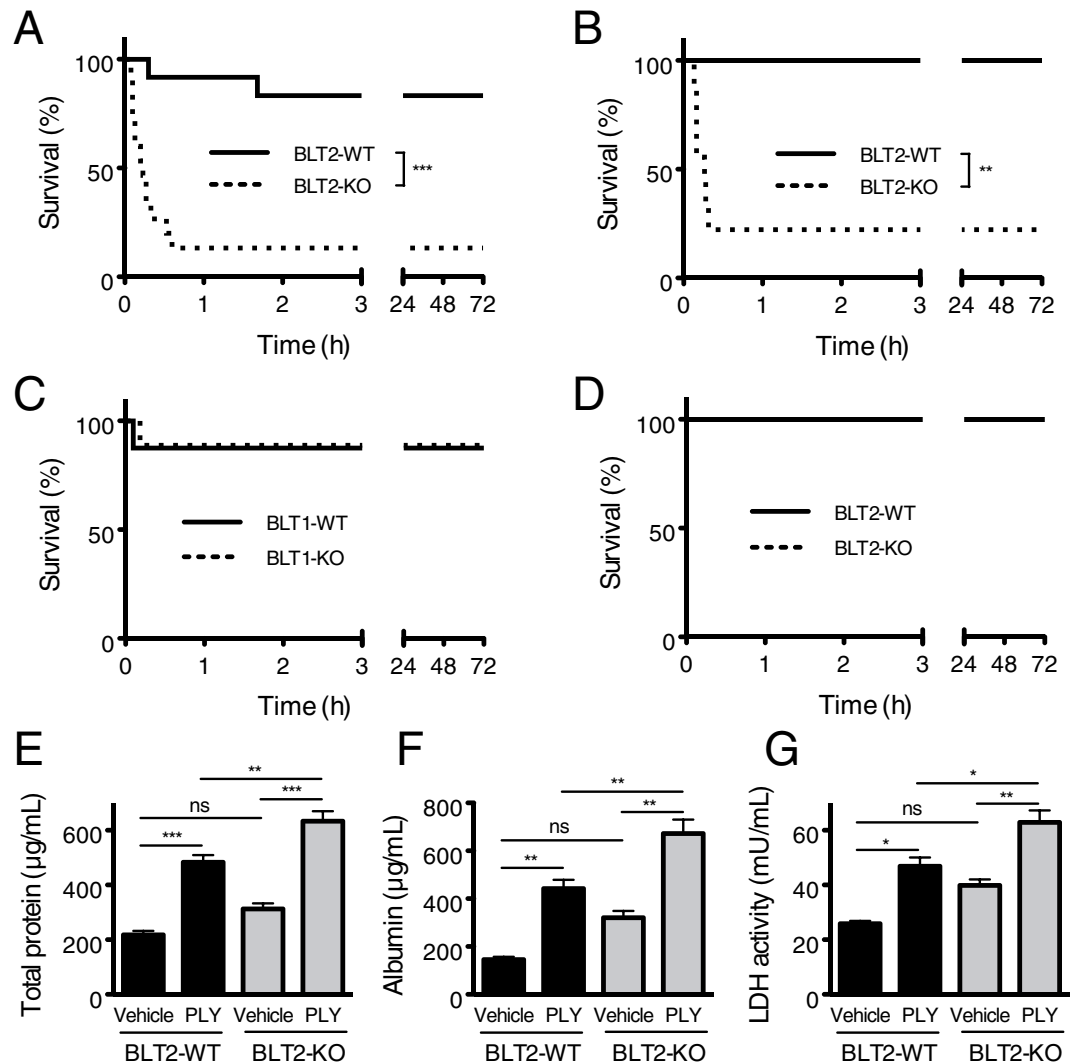 A
Survival (%)
100
50
0
BLT2-WT
BLT2-KO
***
0 1 2 3 24 48 72
Time (h)
B
Survival (%)
100
50
0
BLT2-WT
BLT2-KO
**
0 1 2 3 24 48 72
Time (h)
C
Survival (%)
100
50
0
BLT1-WT
BLT1-KO
0 1 2 3 24 48 72
Time (h)
D
Survival (%)
100
50
0
BLT2-WT
BLT2-KO
0 1 2 3 24 48 72
Time (h)
E
Total protein (µg/mL)
600
400
200
0
**
ns
***
***
Vehicle PLY Vehicle PLY
BLT2-WT BLT2-KO
F
Albumin (µg/mL)
800
600
400
200
0
**
ns
**
**
Vehicle PLY Vehicle PLY
BLT2-WT BLT2-KO
G
LDH activity (mU/mL)
60
40
20
0
*
ns
**
*
Vehicle PLY Vehicle PLY
BLT2-WT BLT2-KO